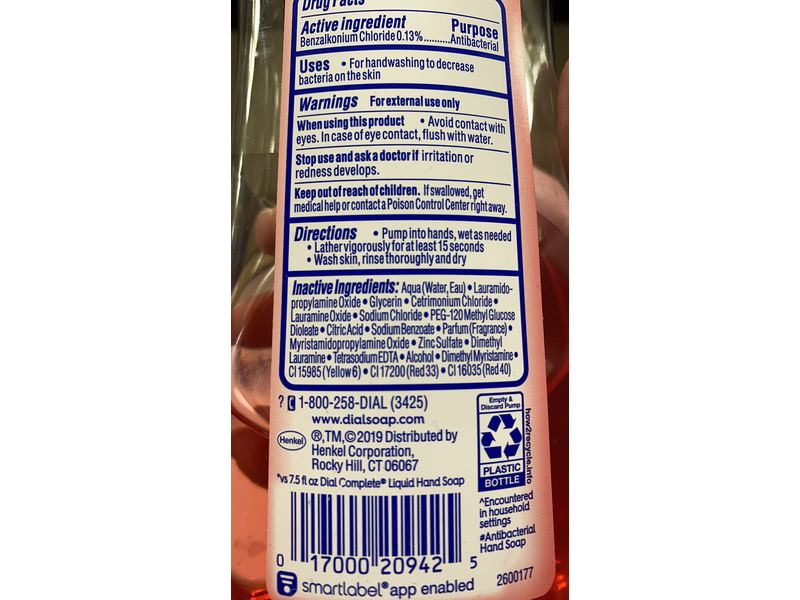 Drug Facts
Active ingredient Purpose
Benzalkonium Chloride 0.13%..........Antibacterial
Uses • For handwashing to decrease
bacteria on the skin
Warnings For external use only
When using this product • Avoid contact with
eyes. In case of eye contact, flush with water.
Stop use and ask a doctor if irritation or
redness develops.
Keep out of reach of children. If swallowed, get
medical help or contact a Poison Control Center right away.
Directions • Pump into hands, wet as needed
• Lather vigorously for at least 15 seconds
• Wash skin, rinse thoroughly and dry
Inactive Ingredients: Aqua (Water, Eau) • Lauramido-
propylamine Oxide • Glycerin • Cetrimonium Chloride •
Lauramine Oxide • Sodium Chloride • PEG-120 Methyl Glucose
Dioleate • Citric Acid • Sodium Benzoate • Parfum (Fragrance) •
Myristamidopropylamine Oxide • Zinc Sulfate • Dimethyl
Lauramine • Tetrasodium EDTA • Alcohol • Dimethyl Myristamine •
CI 15985 (Yellow 6) • CI 17200 (Red 33) • CI 16035 (Red 40)
? 1-800-258-DIAL (3425)
www.dialsoap.com
Henkel
®,TM,©2019 Distributed by
Henkel Corporation,
Rocky Hill, CT 06067
*vs 7.5 fl oz Dial Complete® Liquid Hand Soap
Empty &
Discard Pump
PLASTIC
BOTTLE
how2recycle.info
^Encountered
in household
settings
#Antibacterial
Hand Soap
0 17000 20942 5
smartlabel® app enabled
2600177